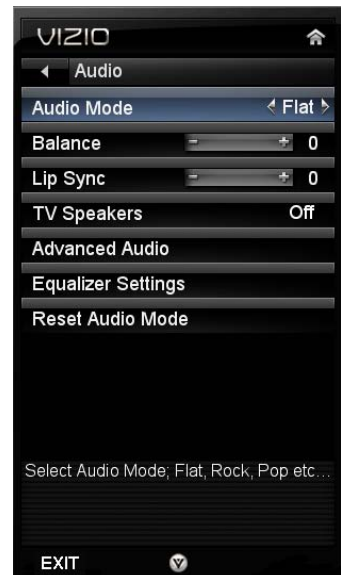 VIZIO
Audio
Audio Mode Flat
Balance - + 0
Lip Sync - + 0
TV Speakers Off
Advanced Audio
Equalizer Settings
Reset Audio Mode
Select Audio Mode; Flat, Rock, Pop etc...
EXIT V